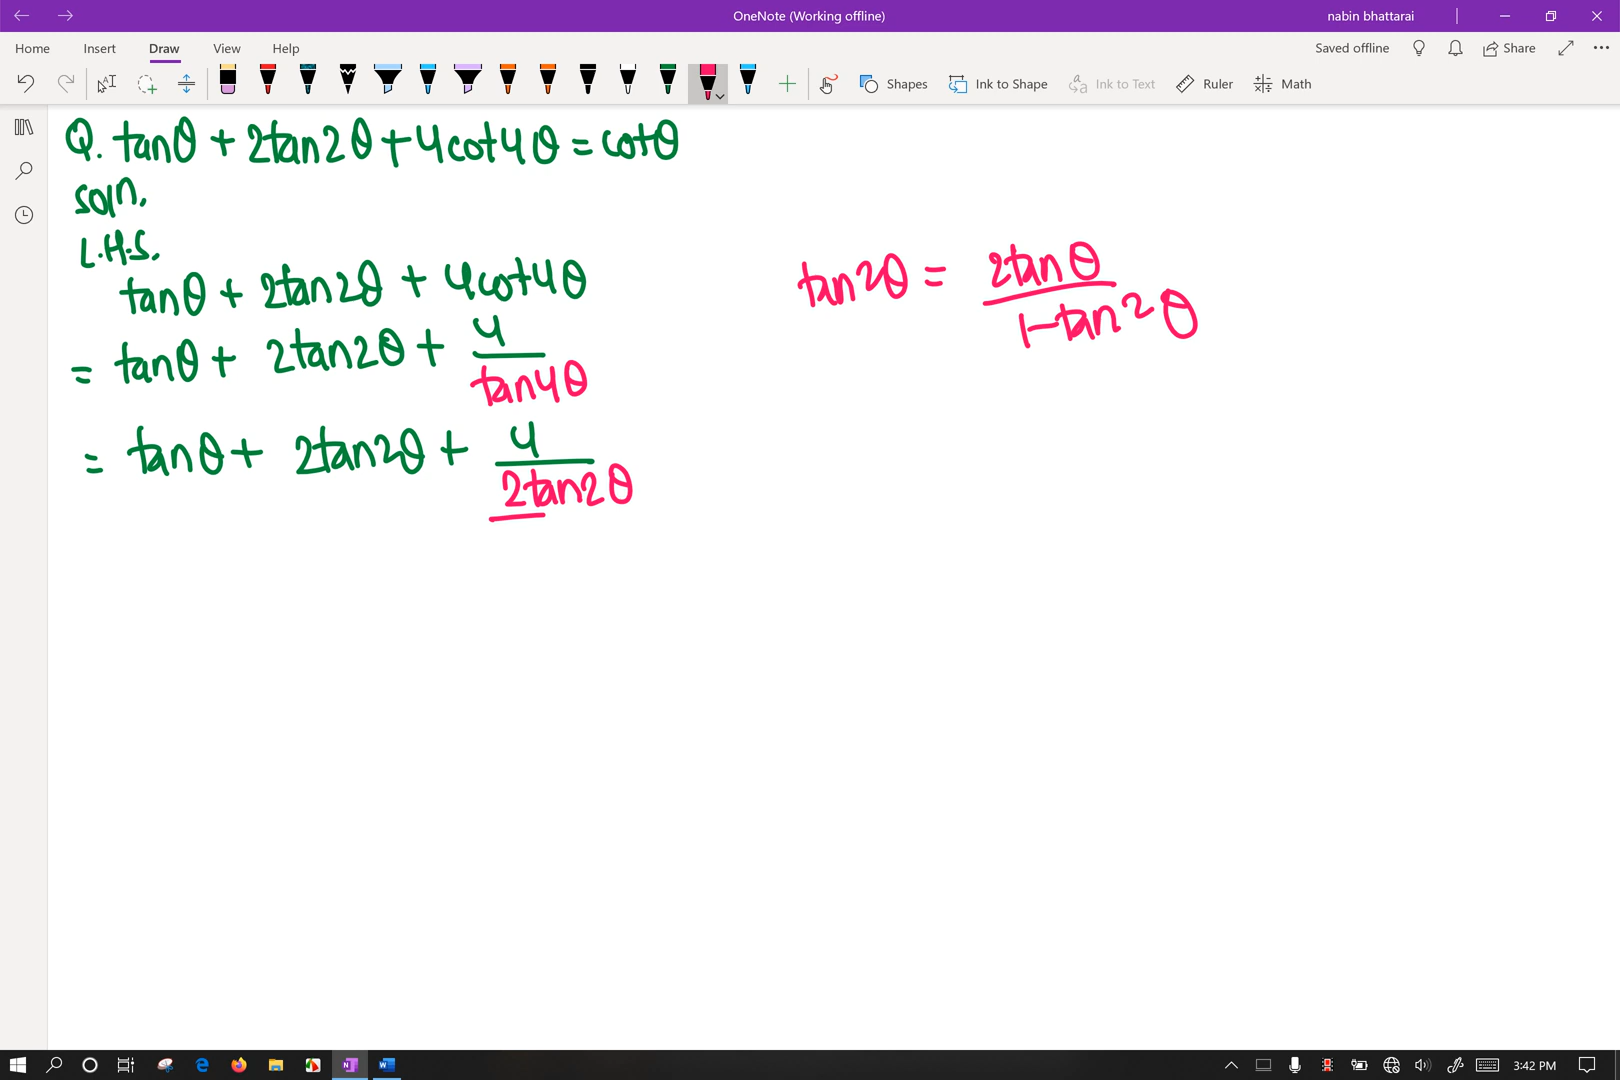 OneNote (Working offline)
nabin bhattarai
Home Insert Draw View Help
Saved offline
Share
Shapes Ink to Shape Ink to Text Ruler Math
Q. tanθ + 2tan2θ + 4cot4θ = cotθ
soln.
L.H.S.
tanθ + 2tan2θ + 4cot4θ
= tanθ + 2tan2θ + 4
tan4θ
= tanθ + 2tan2θ + 4
2tan2θ
tan2θ = 2tanθ
1-tan²θ
3:42 PM